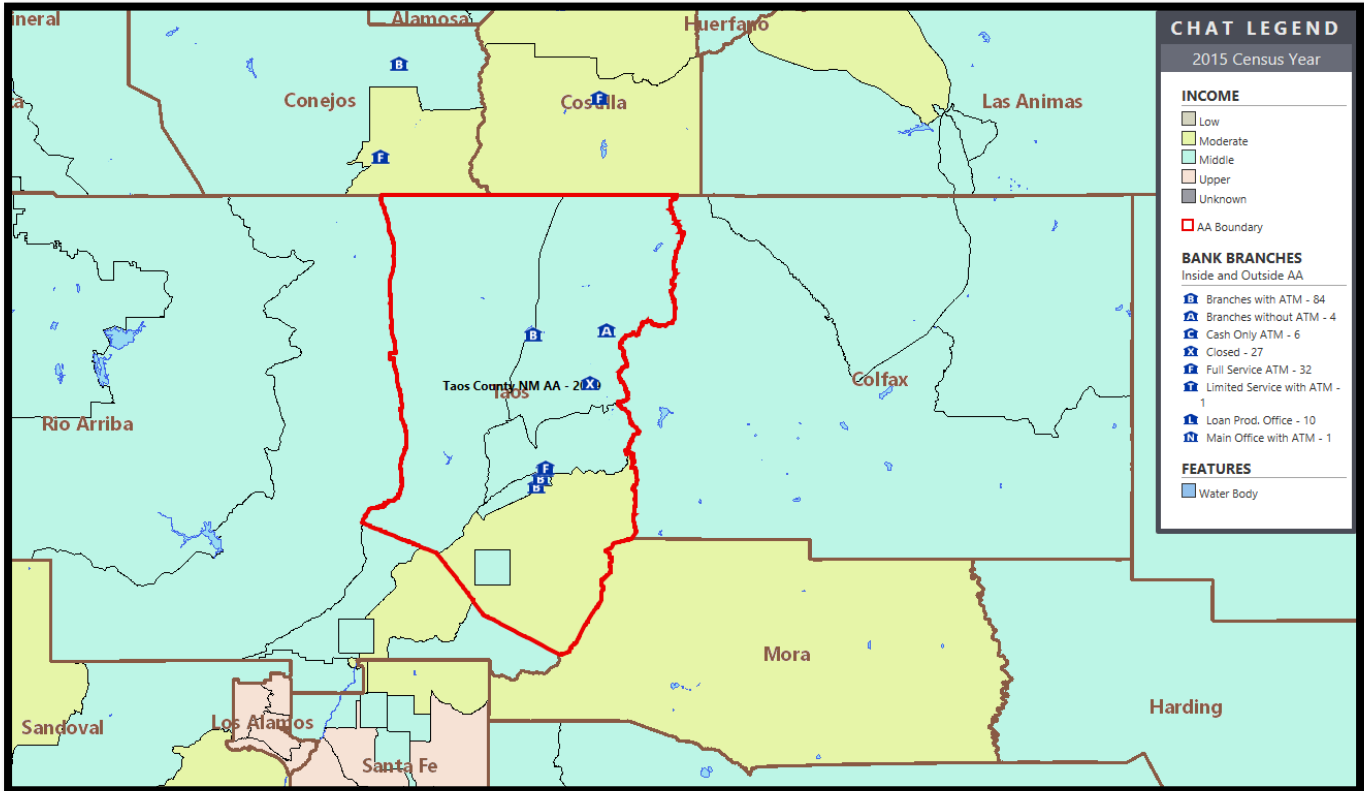 ineral
Alamosa
Huerfano
B
Conejos
F
Costilla
Las Animas
F
B
A
Taos County NM AA - 20
X
Taos
Colfax
Rio Arriba
F
B
B
Mora
Sandoval
Los Alamos
Santa Fe
Harding
CHAT LEGEND
2015 Census Year
INCOME
Low
Moderate
Middle
Upper
Unknown
AA Boundary
BANK BRANCHES
Inside and Outside AA
B Branches with ATM - 84
A Branches without ATM - 4
C Cash Only ATM - 6
X Closed - 27
F Full Service ATM - 32
T Limited Service with ATM -
1
L Loan Prod. Office - 10
N Main Office with ATM - 1
FEATURES
Water Body